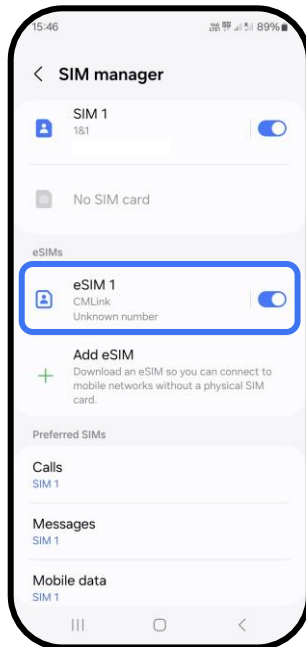 15:46
89%
SIM manager
SIM 1
1&1
No SIM card
eSIMs
eSIM 1
CMLink
Unknown number
Add eSIM
Download an eSIM so you can connect to
mobile networks without a physical SIM
card.
Preferred SIMs
Calls
SIM 1
Messages
SIM 1
Mobile data
SIM 1